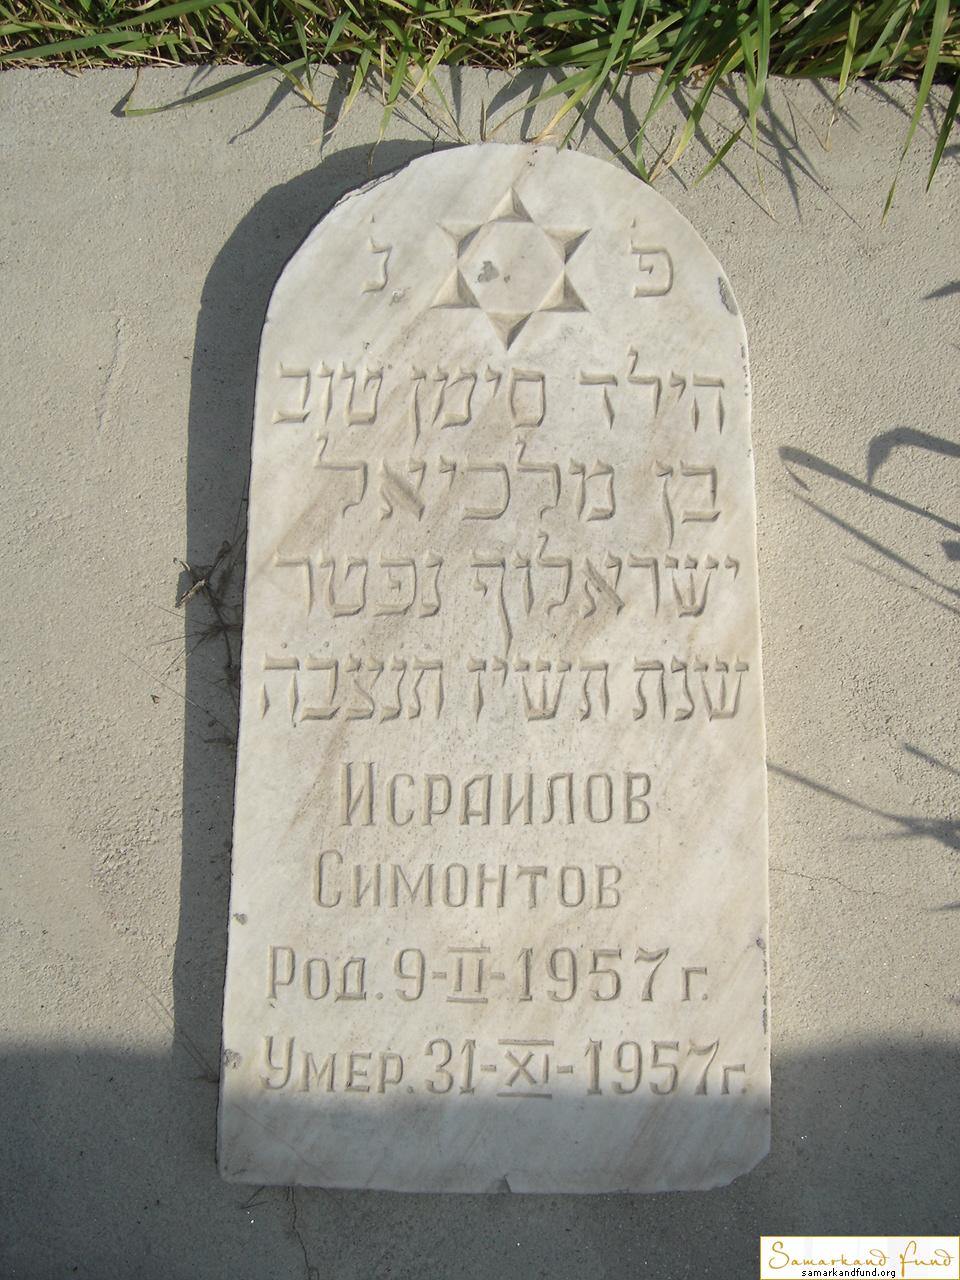 פ נ
הילד סימן טוב
בן מלכיאל
ישראלוף נפטר
שנת תשיז תנצבה
Исраилов
Симонтов
Род. 9-II-1957 г.
Умер. 31-XI-1957 г.
Samarkand Fund
samarkandfund.org